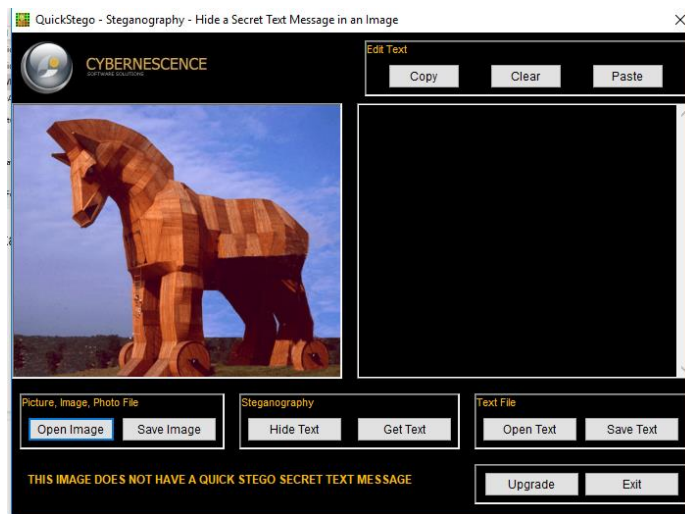 QuickStego - Steganography - Hide a Secret Text Message in an Image
CYBERNESCENCE
SOFTWARE SOLUTIONS
Edit Text
Copy Clear Paste
Picture, Image, Photo File
Open Image Save Image
Steganography
Hide Text Get Text
Text File
Open Text Save Text
THIS IMAGE DOES NOT HAVE A QUICK STEGO SECRET TEXT MESSAGE
Upgrade Exit